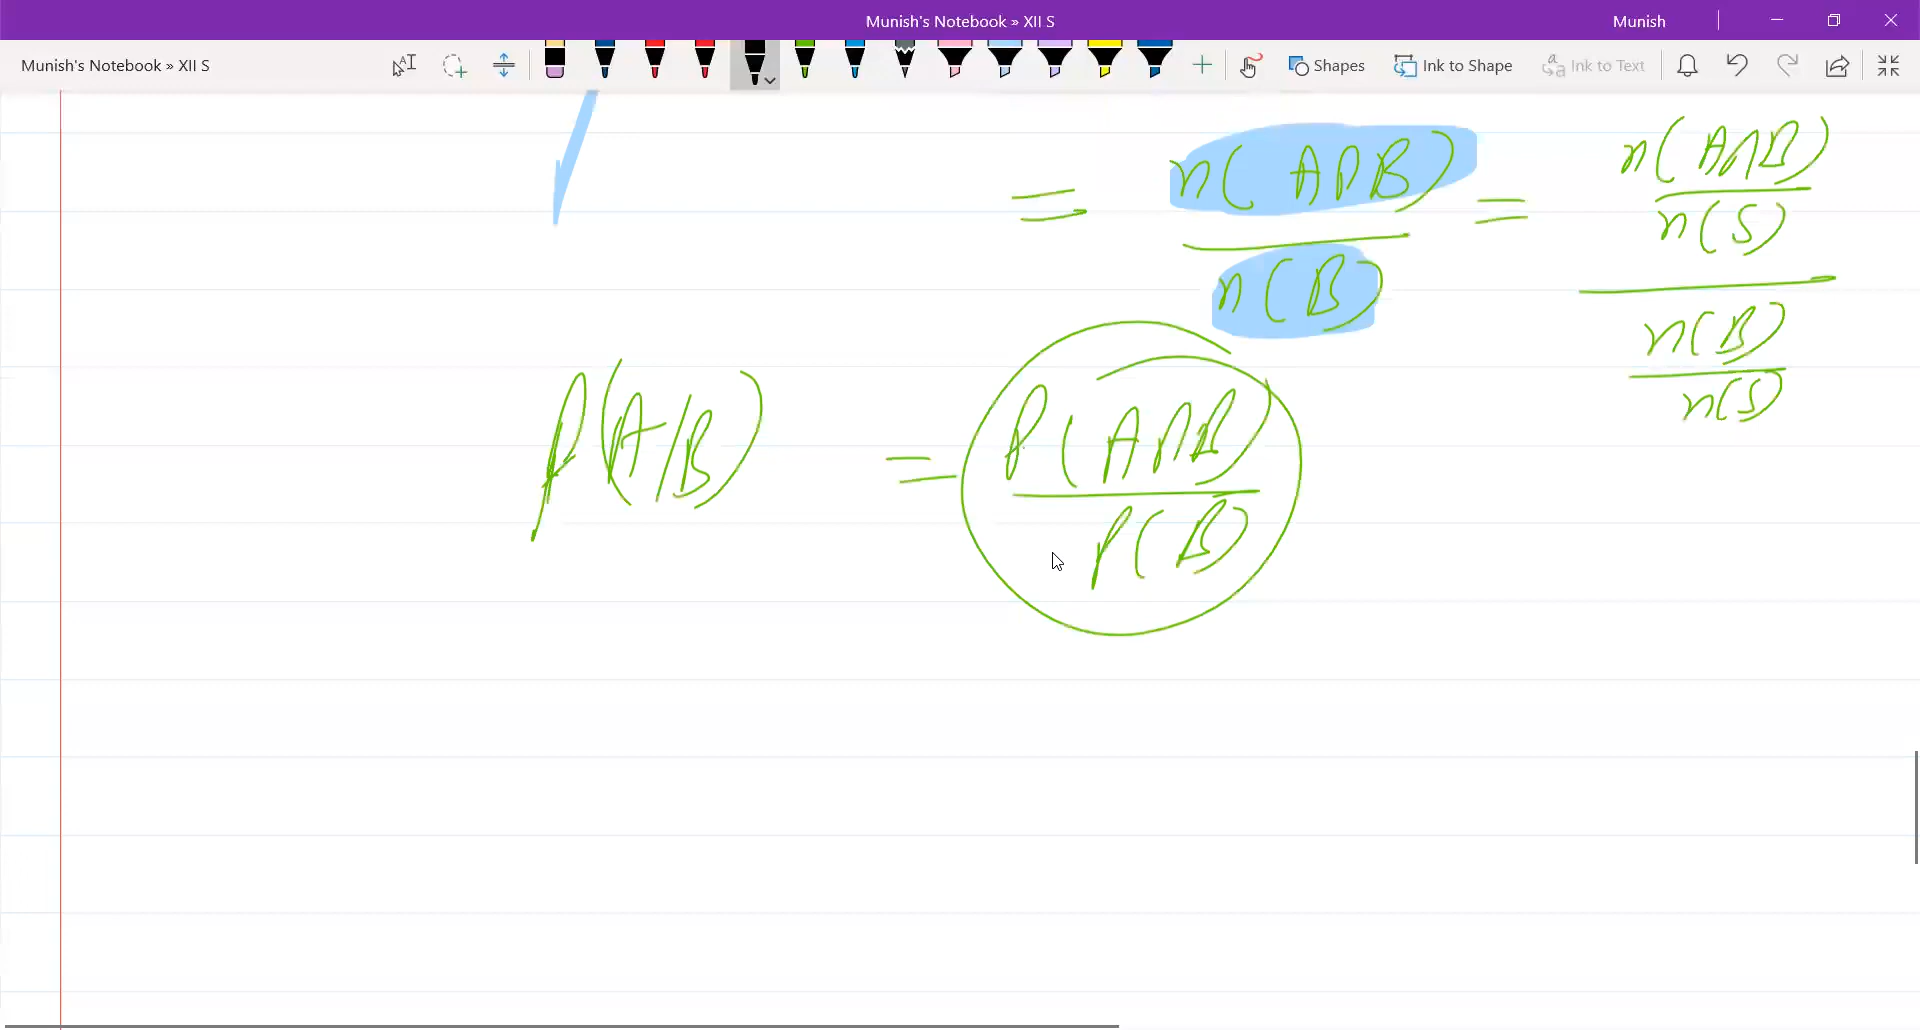 Munish's Notebook » XII S
Munish
Munish's Notebook » XII S
Shapes
Ink to Shape
Ink to Text
= n(A∩B) / n(B) = n(A∩B)/n(S) / n(B)/n(S)
P(A/B) = P(A∩B) / P(B)